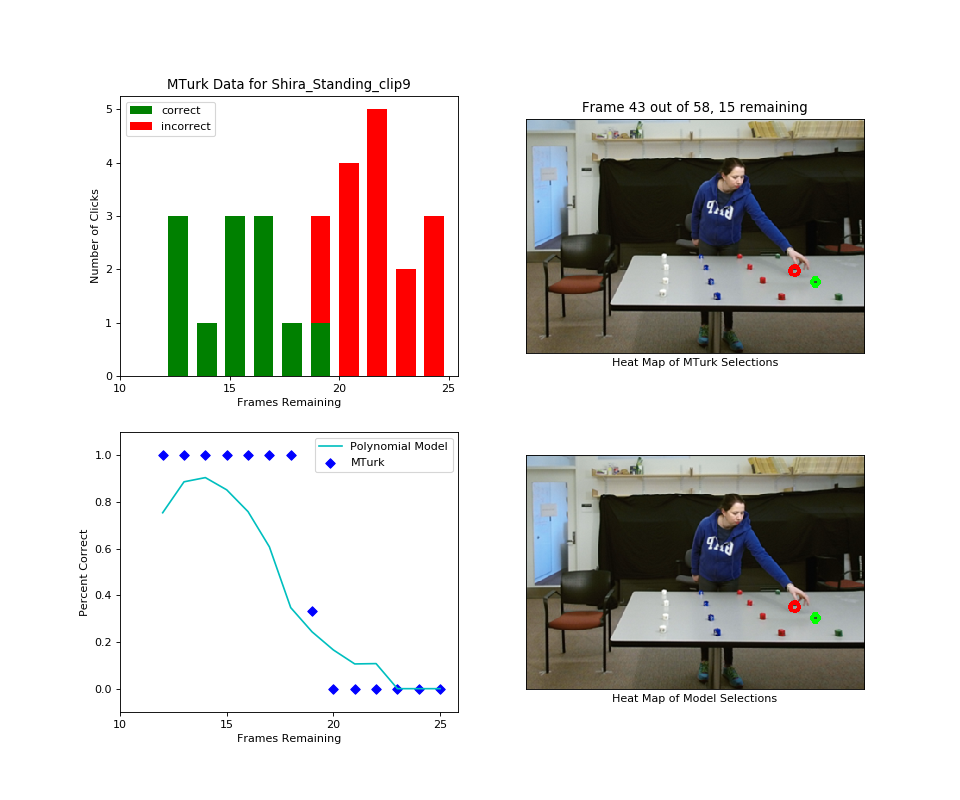 MTurk Data for Shira_Standing_clip9
correct
incorrect
Number of Clicks
5
4
3
2
1
0
10 15 20 25
Frames Remaining
Frame 43 out of 58, 15 remaining
Heat Map of MTurk Selections
Polynomial Model
MTurk
Percent Correct
1.0
0.8
0.6
0.4
0.2
0.0
10 15 20 25
Frames Remaining
Heat Map of Model Selections